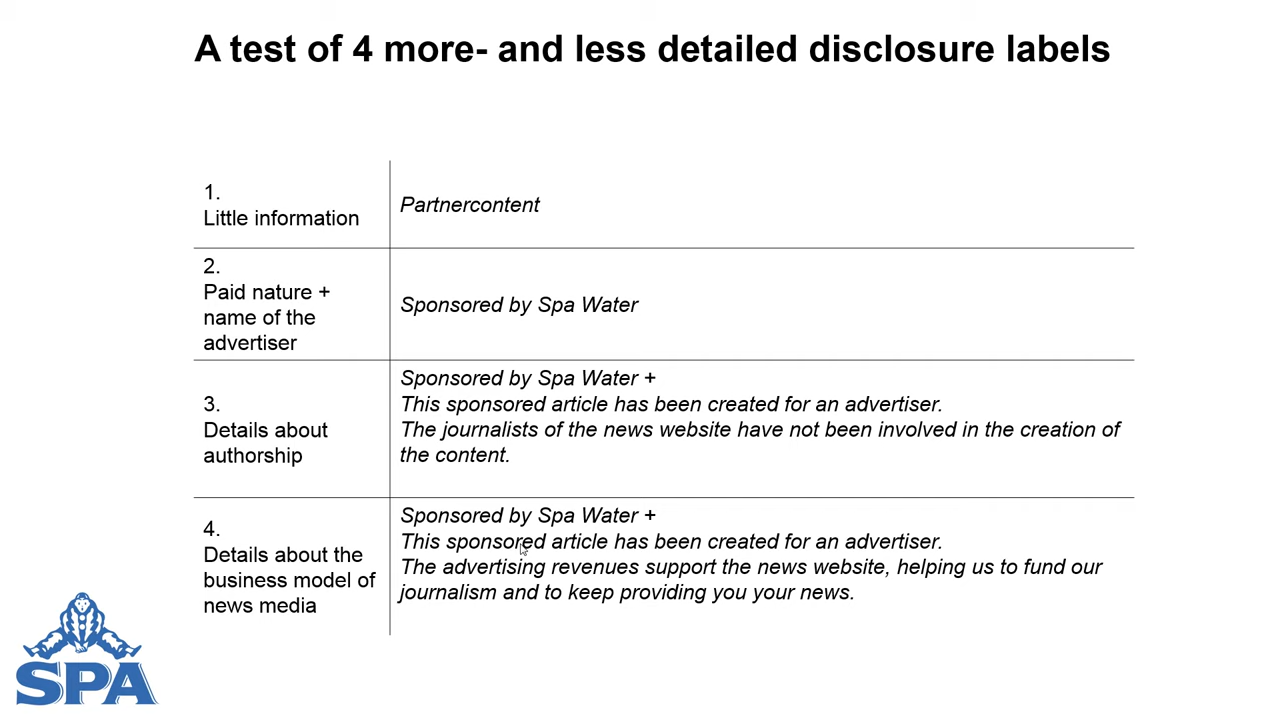 A test of 4 more- and less detailed disclosure labels
1.
Little information
Partnercontent
2.
Paid nature +
name of the
advertiser
Sponsored by Spa Water
3.
Details about
authorship
Sponsored by Spa Water +
This sponsored article has been created for an advertiser.
The journalists of the news website have not been involved in the creation of
the content.
4.
Details about the
business model of
news media
Sponsored by Spa Water +
This sponsored article has been created for an advertiser.
The advertising revenues support the news website, helping us to fund our
journalism and to keep providing you your news.
SPA